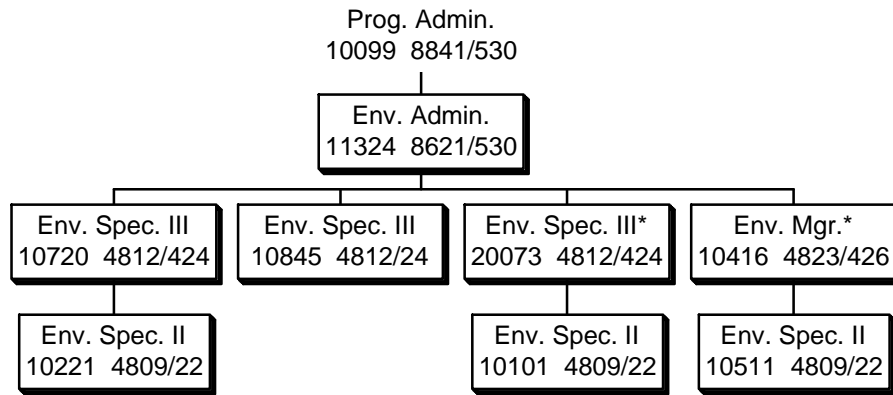 Prog. Admin.
10099 8841/530
Env. Admin.
11324 8621/530
Env. Spec. III
10720 4812/424
Env. Spec. III
10845 4812/24
Env. Spec. III*
20073 4812/424
Env. Mgr.*
10416 4823/426
Env. Spec. II
10221 4809/22
Env. Spec. II
10101 4809/22
Env. Spec. II
10511 4809/22